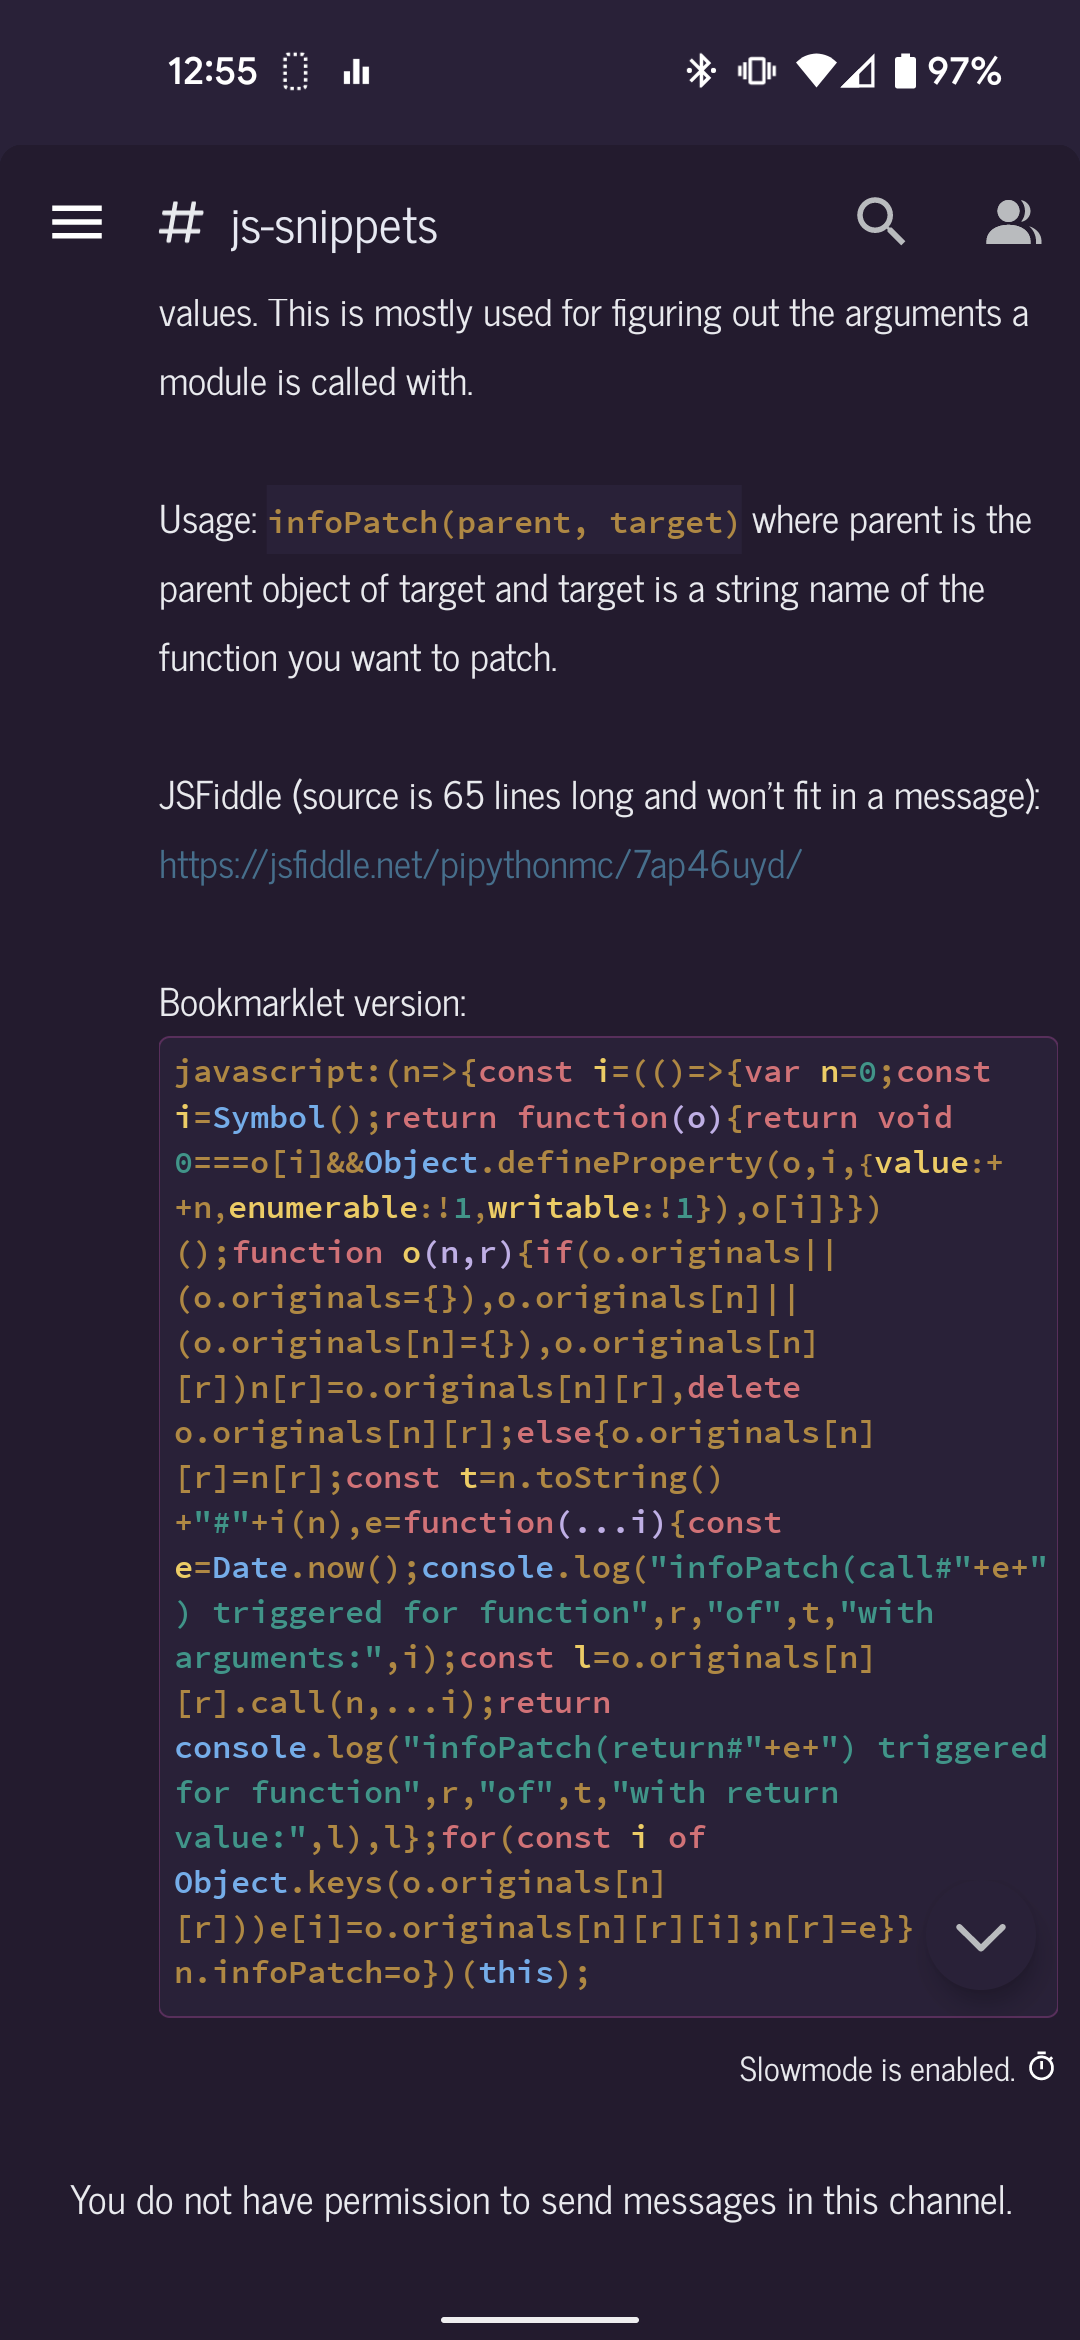 12:55
97%
# js-snippets
values. This is mostly used for figuring out the arguments a
module is called with.
Usage: infoPatch(parent, target) where parent is the
parent object of target and target is a string name of the
function you want to patch.
JSFiddle (source is 65 lines long and won't fit in a message):
https://jsfiddle.net/pipythonmc/7ap46uyd/
Bookmarklet version:
javascript:(n=>{const i=(()=>{var n=0;const
i=Symbol();return function(o){return void
0===o[i]&&Object.defineProperty(o,i,{value:+
+n,enumerable:!1,writable:!1}),o[i]}})
();function o(n,r){if(o.originals||
(o.originals={}),o.originals[n]||
(o.originals[n]={}),o.originals[n]
[r])n[r]=o.originals[n][r],delete
o.originals[n][r];else{o.originals[n]
[r]=n[r];const t=n.toString()
+"#"+i(n),e=function(...i){const
e=Date.now();console.log("infoPatch(call#"+e+"
) triggered for function",r,"of",t,"with
arguments:",i);const l=o.originals[n]
[r].call(n,...i);return
console.log("infoPatch(return#"+e+") triggered
for function",r,"of",t,"with return
value:",l),l};for(const i of
Object.keys(o.originals[n]
[r]))e[i]=o.originals[n][r][i];n[r]=e}}
n.infoPatch=o})(this);
Slowmode is enabled.
You do not have permission to send messages in this channel.